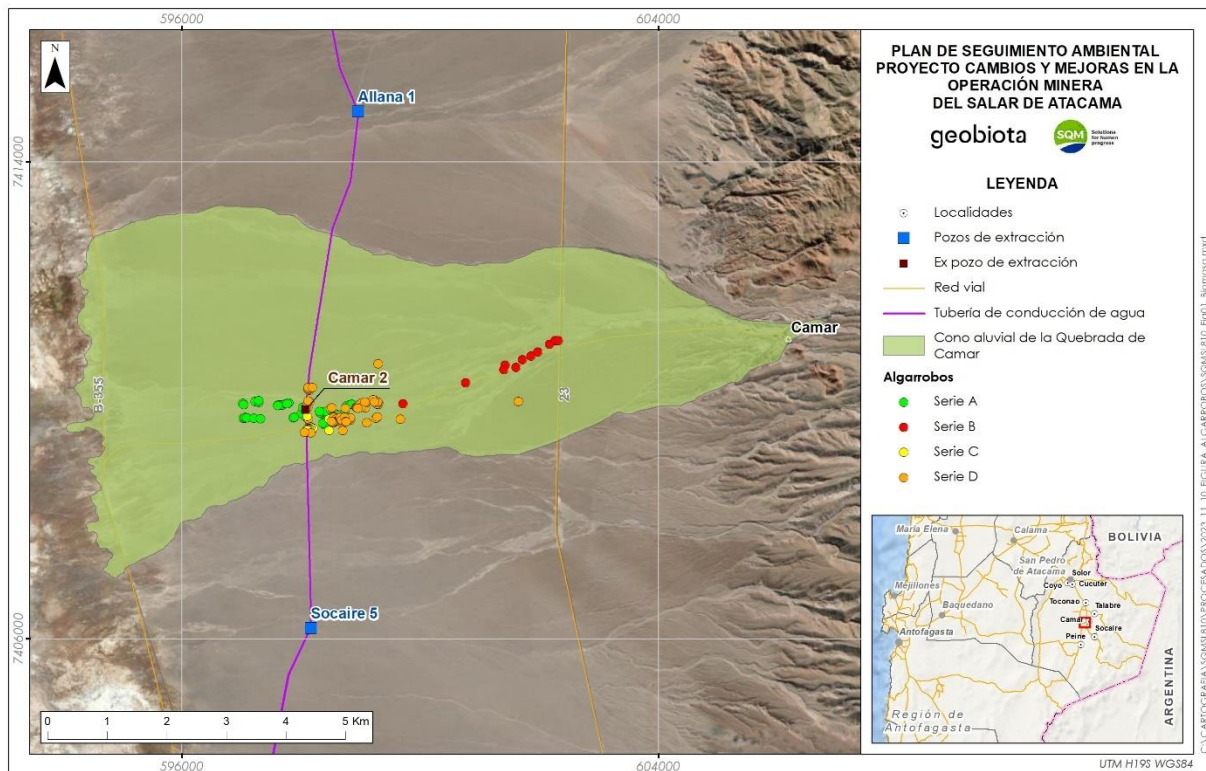 596000
604000
N
Allana 1
7414000
Camar
Camar 2
B-355
23
Socaire 5
7406000
0 1 2 3 4 5 Km
596000
604000
PLAN DE SEGUIMIENTO AMBIENTAL
PROYECTO CAMBIOS Y MEJORAS EN LA
OPERACIÓN MINERA
DEL SALAR DE ATACAMA
geobiota
SQM
Solutions
for human
progress
LEYENDA
Localidades
Pozos de extracción
Ex pozo de extracción
Red vial
Tubería de conducción de agua
Cono aluvial de la Quebrada de
Camar
Algarrobos
Serie A
Serie B
Serie C
Serie D
María Elena
Calama
BOLIVIA
San Pedro
de Atacama
Solor
Coyo
Cucuter
Mejillones
Toconao
Talabre
Baquedano
Camar
Socaire
Antofagasta
Peine
ARGENTINA
Región de
Antofagasta
UTM H19S WGS84